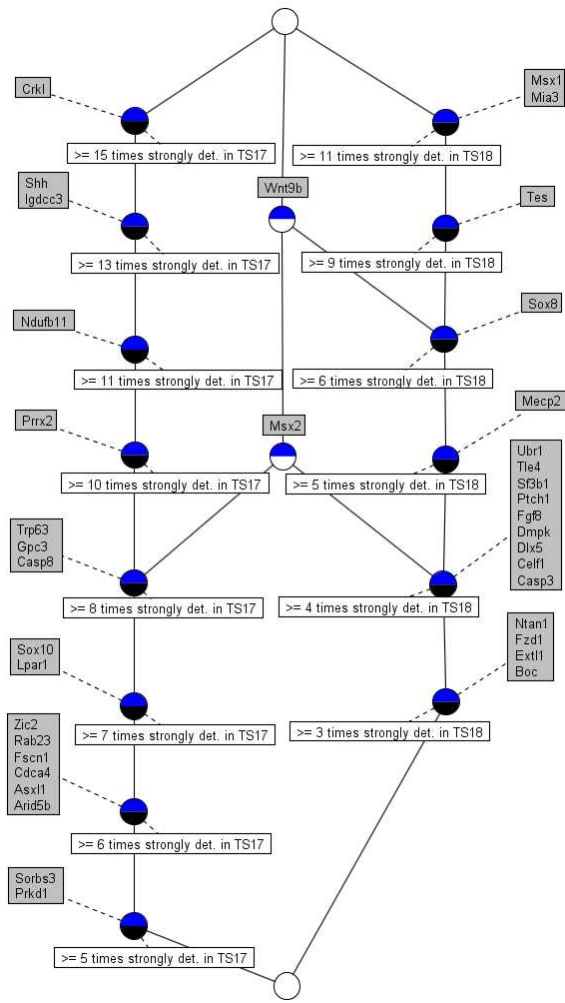 Crkl
Msx1
Mia3
>= 15 times strongly det. in TS17
>= 11 times strongly det. in TS18
Shh
Igdcc3
Wnt9b
Tes
>= 13 times strongly det. in TS17
>= 9 times strongly det. in TS18
Ndufb11
Sox8
>= 11 times strongly det. in TS17
>= 6 times strongly det. in TS18
Prrx2
Msx2
Mecp2
>= 10 times strongly det. in TS17
>= 5 times strongly det. in TS18
Ubr1
Tle4
Sf3b1
Ptch1
Fgf8
Dmpk
Dlx5
Celf1
Casp3
Trp63
Gpc3
Casp8
>= 8 times strongly det. in TS17
>= 4 times strongly det. in TS18
Ntan1
Fzd1
Extl1
Boc
Sox10
Lpar1
>= 7 times strongly det. in TS17
>= 3 times strongly det. in TS18
Zic2
Rab23
Fscn1
Cdca4
Asxl1
Arid5b
>= 6 times strongly det. in TS17
Sorbs3
Prkd1
>= 5 times strongly det. in TS17